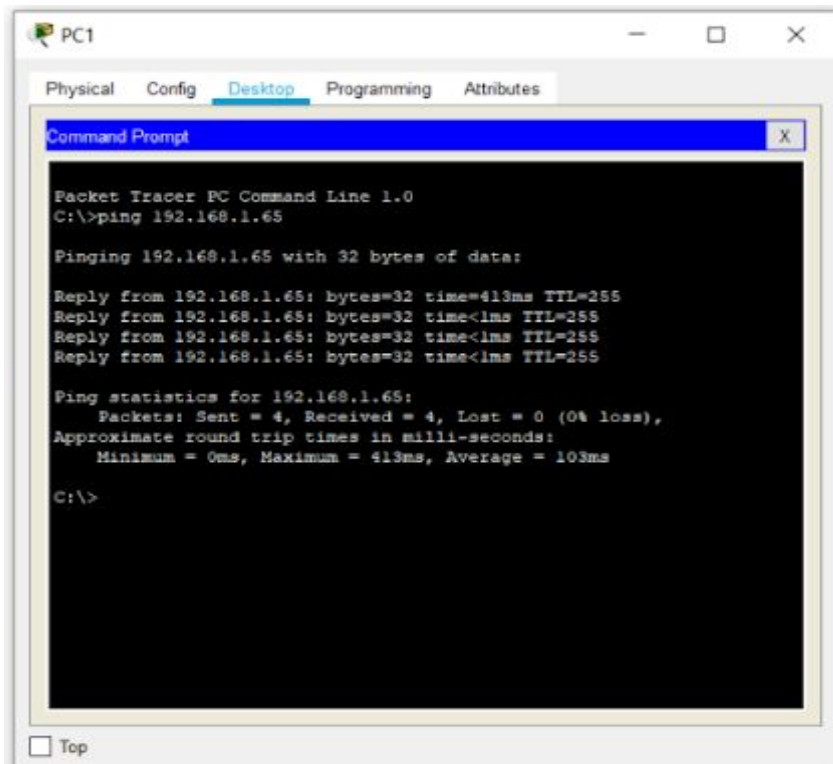 PC1
Physical Config Desktop Programming Attributes
Command Prompt X
Packet Tracer PC Command Line 1.0
C:\>ping 192.168.1.65
Pinging 192.168.1.65 with 32 bytes of data:
Reply from 192.168.1.65: bytes=32 time=413ms TTL=255
Reply from 192.168.1.65: bytes=32 time<1ms TTL=255
Reply from 192.168.1.65: bytes=32 time<1ms TTL=255
Reply from 192.168.1.65: bytes=32 time<1ms TTL=255
Ping statistics for 192.168.1.65:
Packets: Sent = 4, Received = 4, Lost = 0 (0% loss),
Approximate round trip times in milli-seconds:
Minimum = 0ms, Maximum = 413ms, Average = 103ms
C:\>
Top